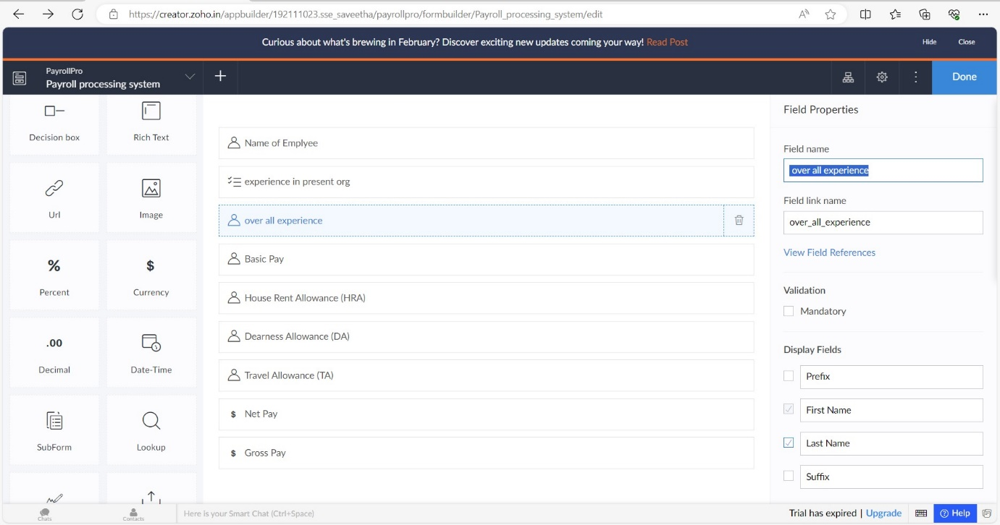 https://creator.zoho.in/appbuilder/192111023.sse_saveetha/payrollpro/formbuilder/Payroll_processing_system/edit
Curious about what's brewing in February? Discover exciting new updates coming your way! Read Post
Hide
Close
PayrollPro
Payroll processing system
Done
Decision box
Rich Text
Url
Image
%
$
Percent
Currency
.00
Decimal
Date-Time
SubForm
Lookup
Name of Emplyee
experience in present org
over all experience
Basic Pay
House Rent Allowance (HRA)
Dearness Allowance (DA)
Travel Allowance (TA)
$ Net Pay
$ Gross Pay
Field Properties
Field name
over all experience
Field link name
over_all_experience
View Field References
Validation
Mandatory
Display Fields
Prefix
First Name
Last Name
Suffix
Chats
Contacts
Here is your Smart Chat (Ctrl+Space)
Trial has expired | Upgrade
Help